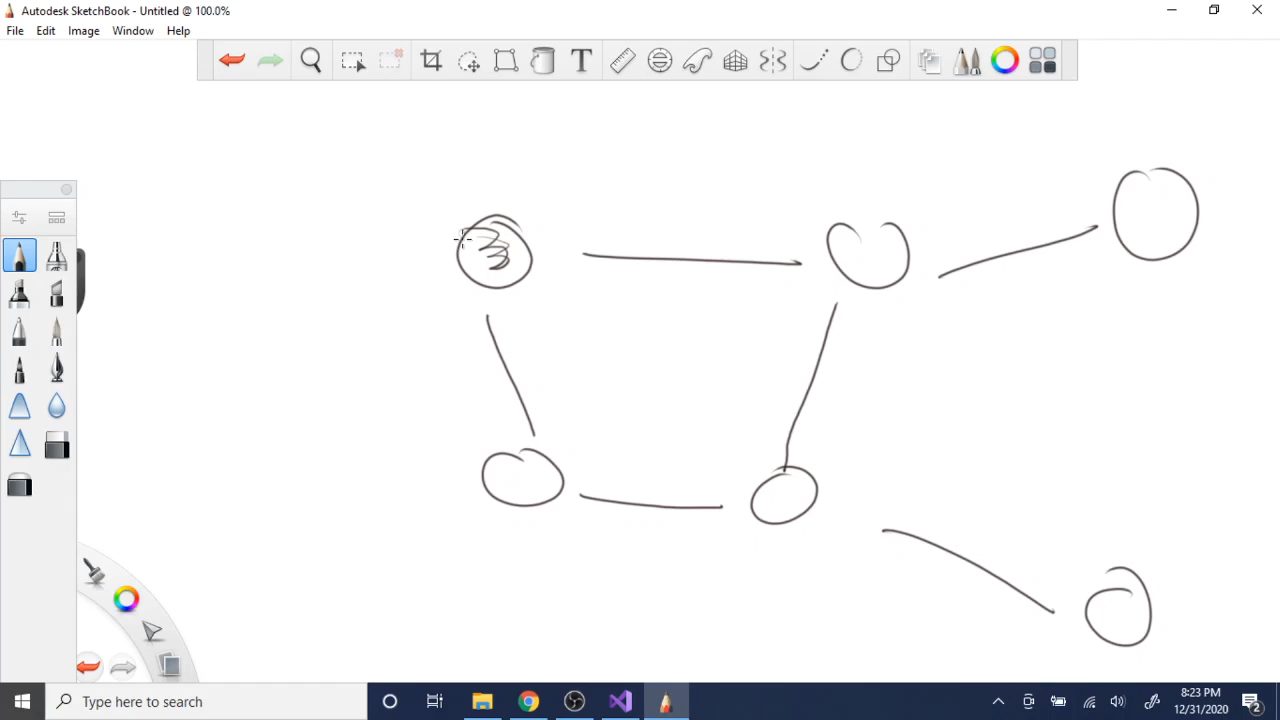 Autodesk SketchBook - Untitled @ 100.0%
File Edit Image Window Help
T
Type here to search
8:23 PM
12/31/2020
2